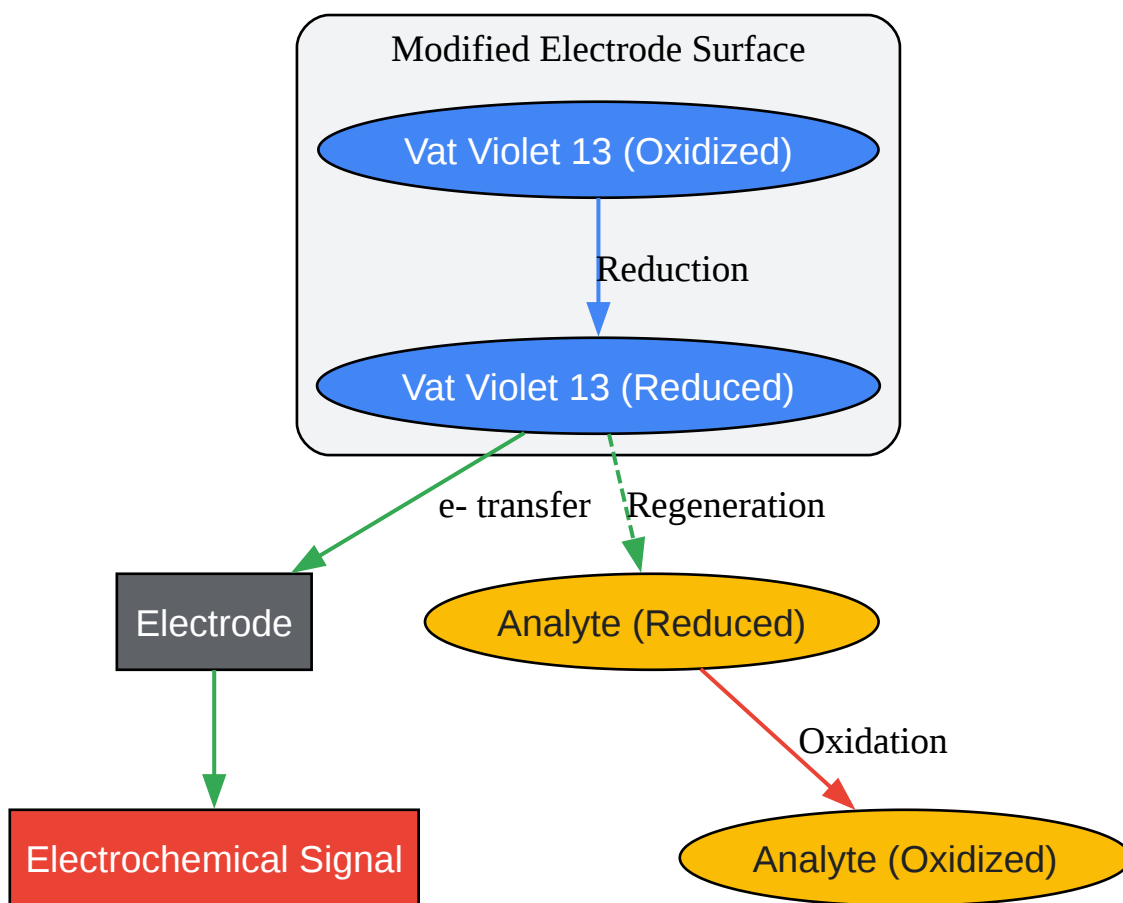 Modified Electrode Surface
Vat Violet 13 (Oxidized)
Reduction
Vat Violet 13 (Reduced)
e- transfer
Regeneration
Electrode
Analyte (Reduced)
Oxidation
Electrochemical Signal
Analyte (Oxidized)